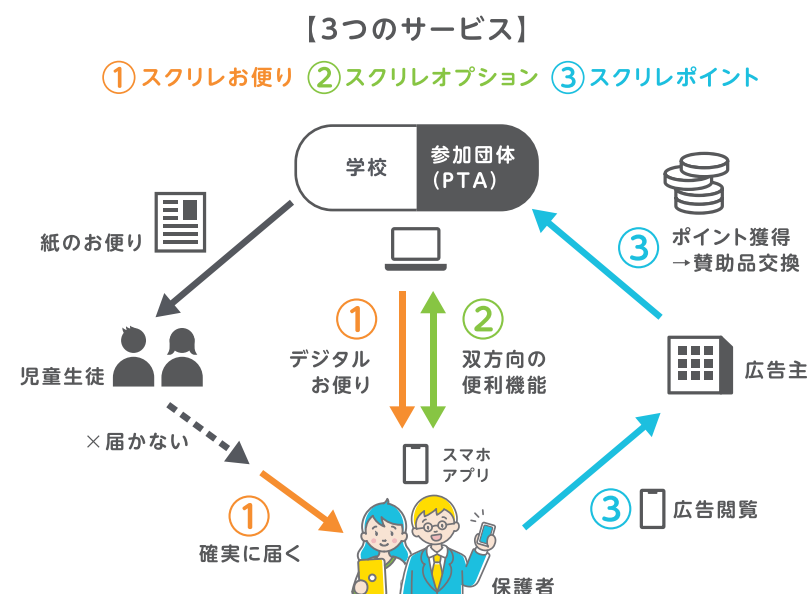 【3つのサービス】
①スクリレお便り ②スクリレオプション ③スクリレポイント
学校
参加団体
(PTA)
紙のお便り
③
ポイント獲得
→賛助品交換
①
デジタル
お便り
②
双方向の
便利機能
児童生徒
広告主
×届かない
スマホ
アプリ
①
確実に届く
③
広告閲覧
保護者